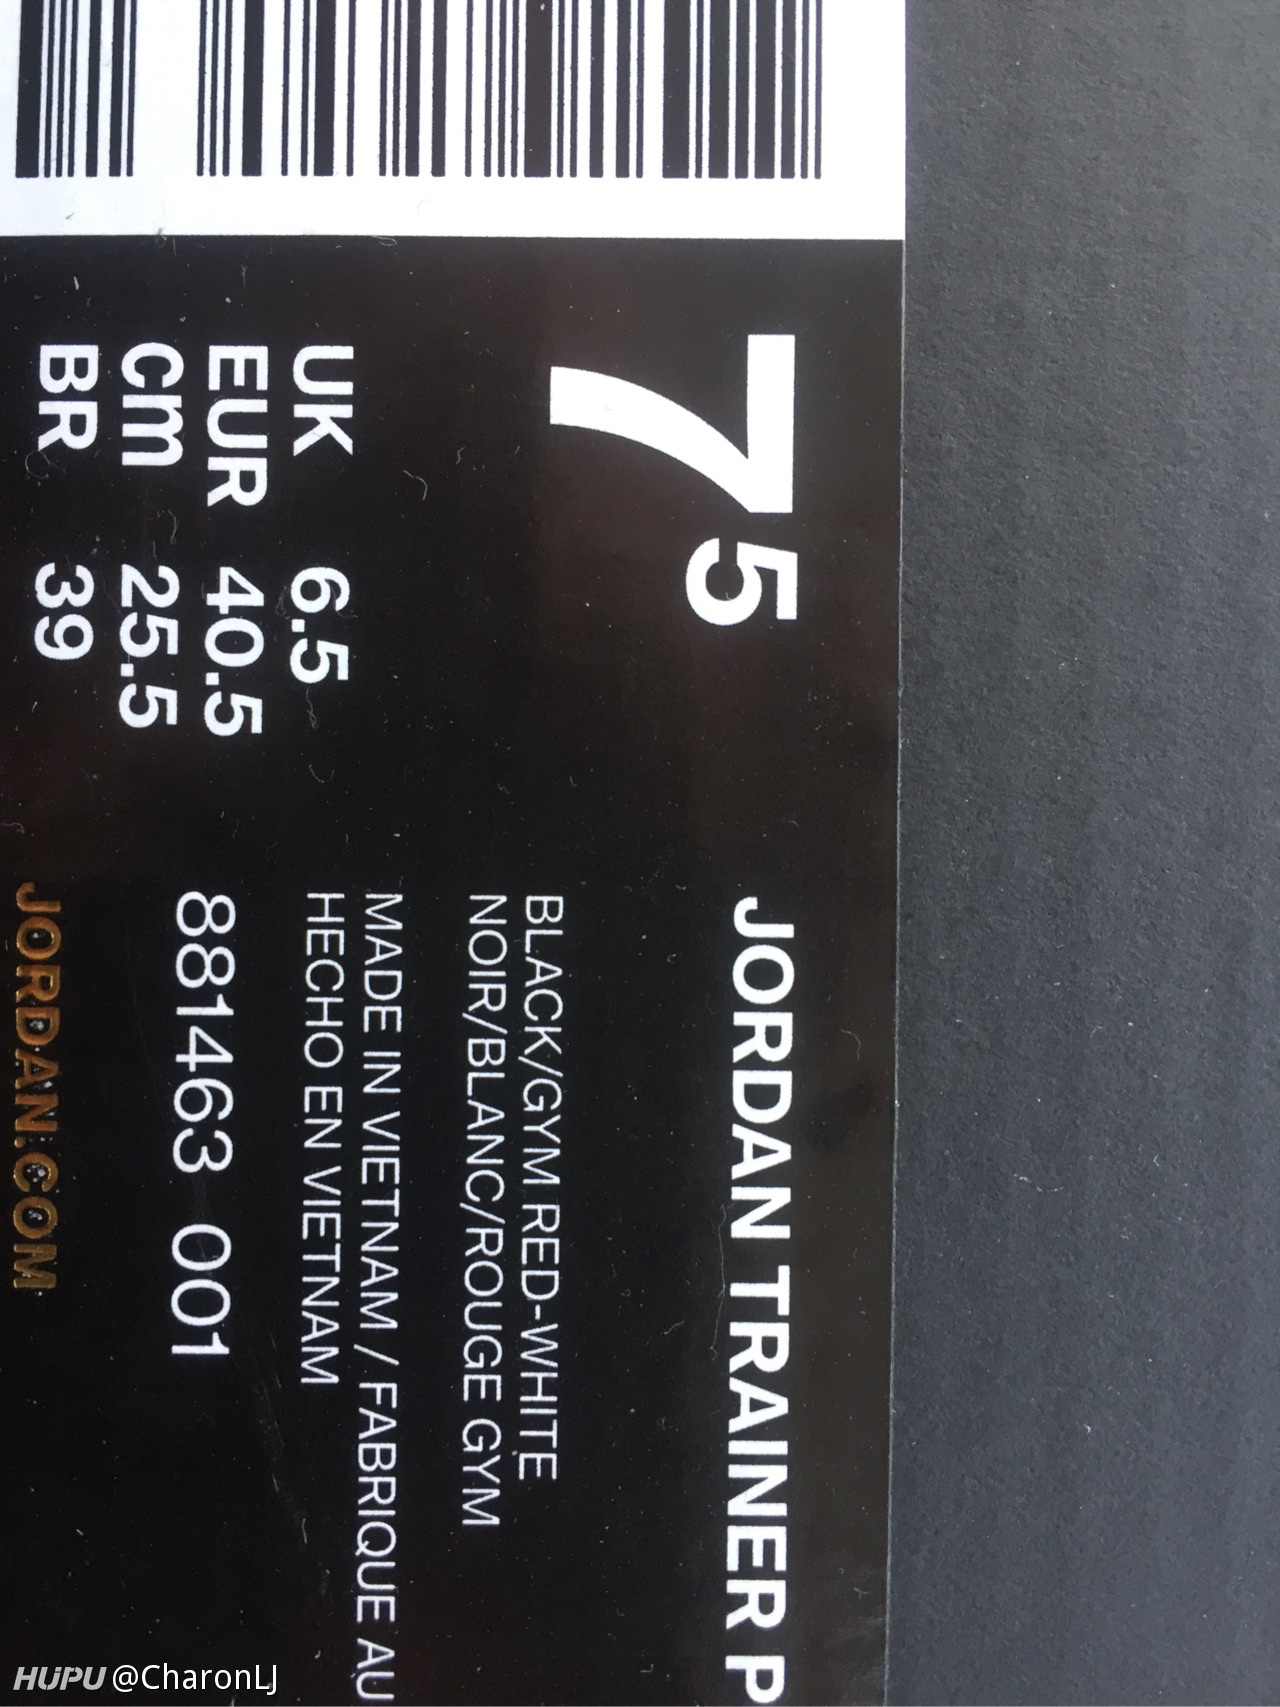 JORDAN TRAINER P
7 5
BLACK/GYM RED-WHITE
NOIR/BLANC/ROUGE GYM
MADE IN VIETNAM / FABRIQUE AU
HECHO EN VIETNAM
UK 6.5
EUR 40.5
cm 25.5
BR 39
881463 001
JORDAN.COM
HUPU @CharonLJ